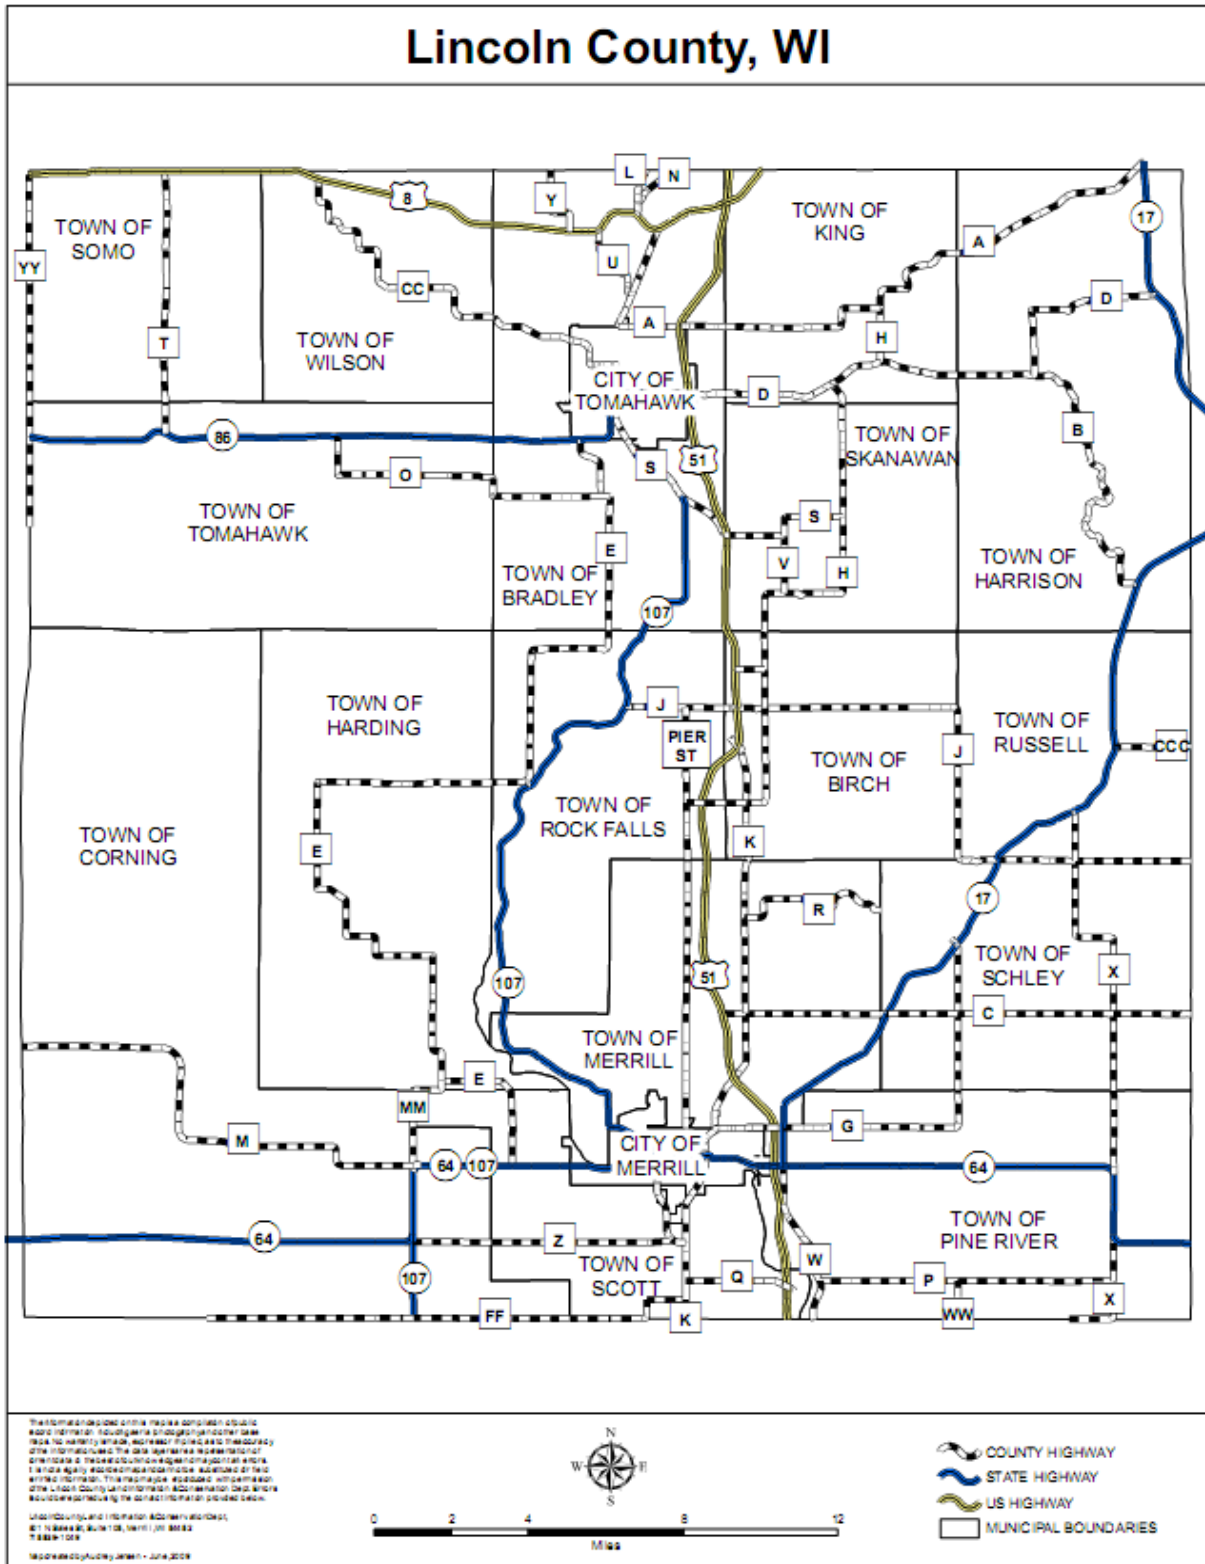 Lincoln County, WI
L
N
8
Y
TOWN OF
SOMO
TOWN OF
KING
17
A
YY
U
CC
D
A
T
TOWN OF
WILSON
H
CITY OF
TOMAHAWK
D
86
B
TOWN OF
SKANAWAN
51
S
O
TOWN OF
TOMAHAWK
S
E
V
H
TOWN OF
BRADLEY
TOWN OF
HARRISON
107
TOWN OF
HARDING
J
TOWN OF
RUSSELL
PIER
ST
J
CCC
TOWN OF
BIRCH
TOWN OF
ROCK FALLS
TOWN OF
CORNING
E
K
17
R
TOWN OF
SCHLEY
X
107
51
C
TOWN OF
MERRILL
E
MM
G
M
CITY OF
MERRILL
64
107
64
TOWN OF
PINE RIVER
64
Z
TOWN OF
SCOTT
W
107
Q
P
X
FF
K
WW
N
W
E
S
0
2
4
8
12
Miles
COUNTY HIGHWAY
STATE HIGHWAY
US HIGHWAY
MUNICIPAL BOUNDARIES